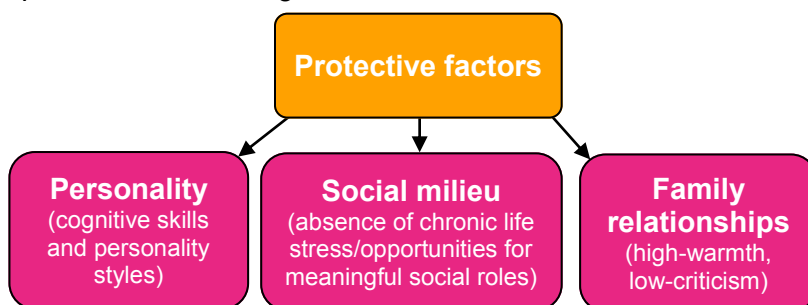 Protective factors
Personality
(cognitive skills
and personality
styles)
Social milieu
(absence of chronic life
stress/opportunities for
meaningful social roles)
Family
relationships
(high-warmth,
low-criticism)